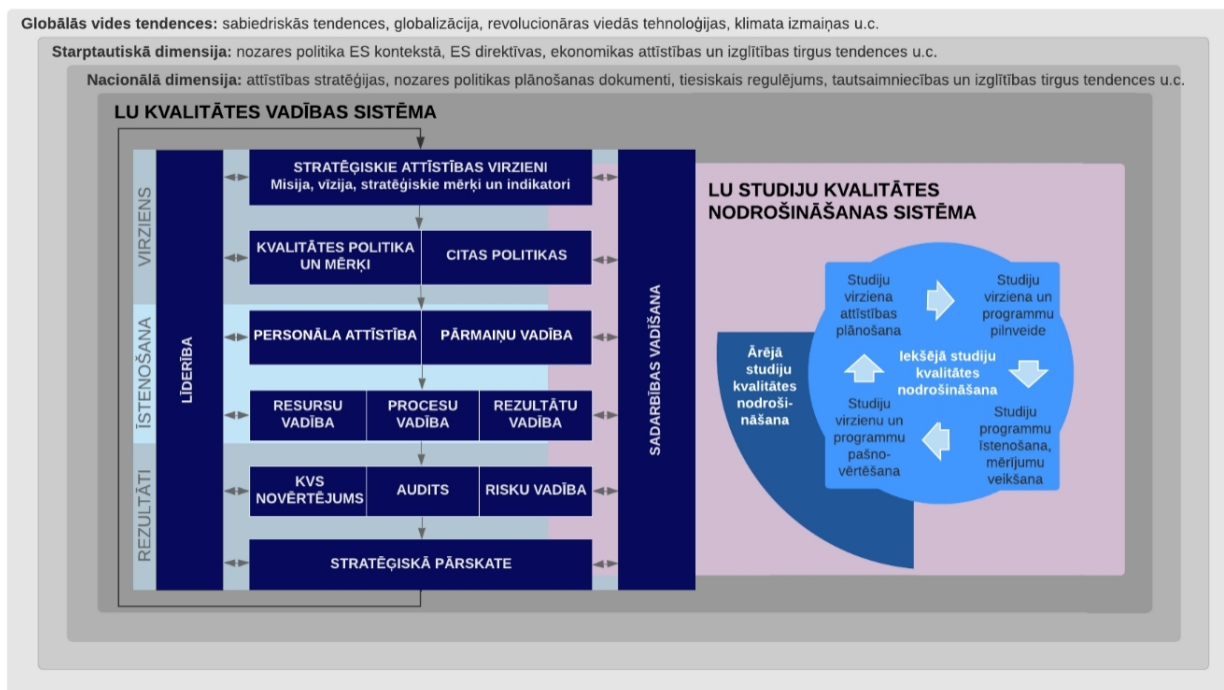 Globālās vides tendences: sabiedriskās tendences, globalizācija, revolucionāras viedās tehnoloģijas, klimata izmaiņas u.c.
Starptautiskā dimensija: nozares politika ES kontekstā, ES direktīvas, ekonomikas attīstības un izglītības tirgus tendences u.c.
Nacionālā dimensija: attīstības stratēģijas, nozares politikas plānošanas dokumenti, tiesiskais regulējums, tautsaimniecības un izglītības tirgus tendences u.c.
LU KVALITĀTES VADĪBAS SISTĒMA
VIRZIENS
ĪSTENOŠANA
REZULTĀTI
LĪDERĪBA
STRATĒĢISKIE ATTĪSTĪBAS VIRZIENI
Misija, vīzija, stratēģiskie mērķi un indikatori
KVALITĀTES POLITIKA
UN MĒRĶI
CITAS POLITIKAS
PERSONĀLA ATTĪSTĪBA
PĀRMAIŅU VADĪBA
RESURSU
VADĪBA
PROCESU
VADĪBA
REZULTĀTU
VADĪBA
KVS
NOVĒRTĒJUMS
AUDITS
RISKU VADĪBA
STRATĒĢISKĀ PĀRSKATE
SADARBĪBAS VADĪŠANA
LU STUDIJU KVALITĀTES
NODROŠINĀŠANAS SISTĒMA
Studiju
virziena
attīstības
plānošana
Studiju
virziena un
programmu
pilnveide
Ārējā
studiju
kvalitātes
nodroši-
nāšana
Iekšējā studiju
kvalitātes
nodrošināšana
Studiju
virzienu un
programmu
pašno-
vērtēšana
Studiju
programmu
īstenošana,
mērījumu
veikšana